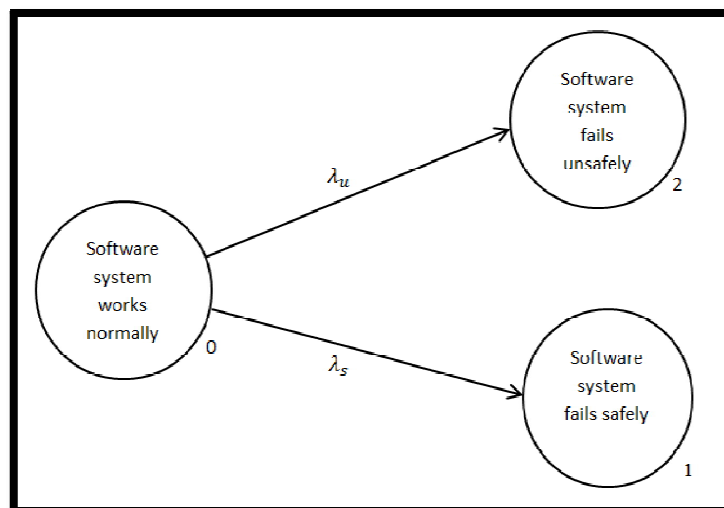 Software
system
fails
unsafely
2
λu
Software
system
works
normally
0
λs
Software
system
fails safely
1